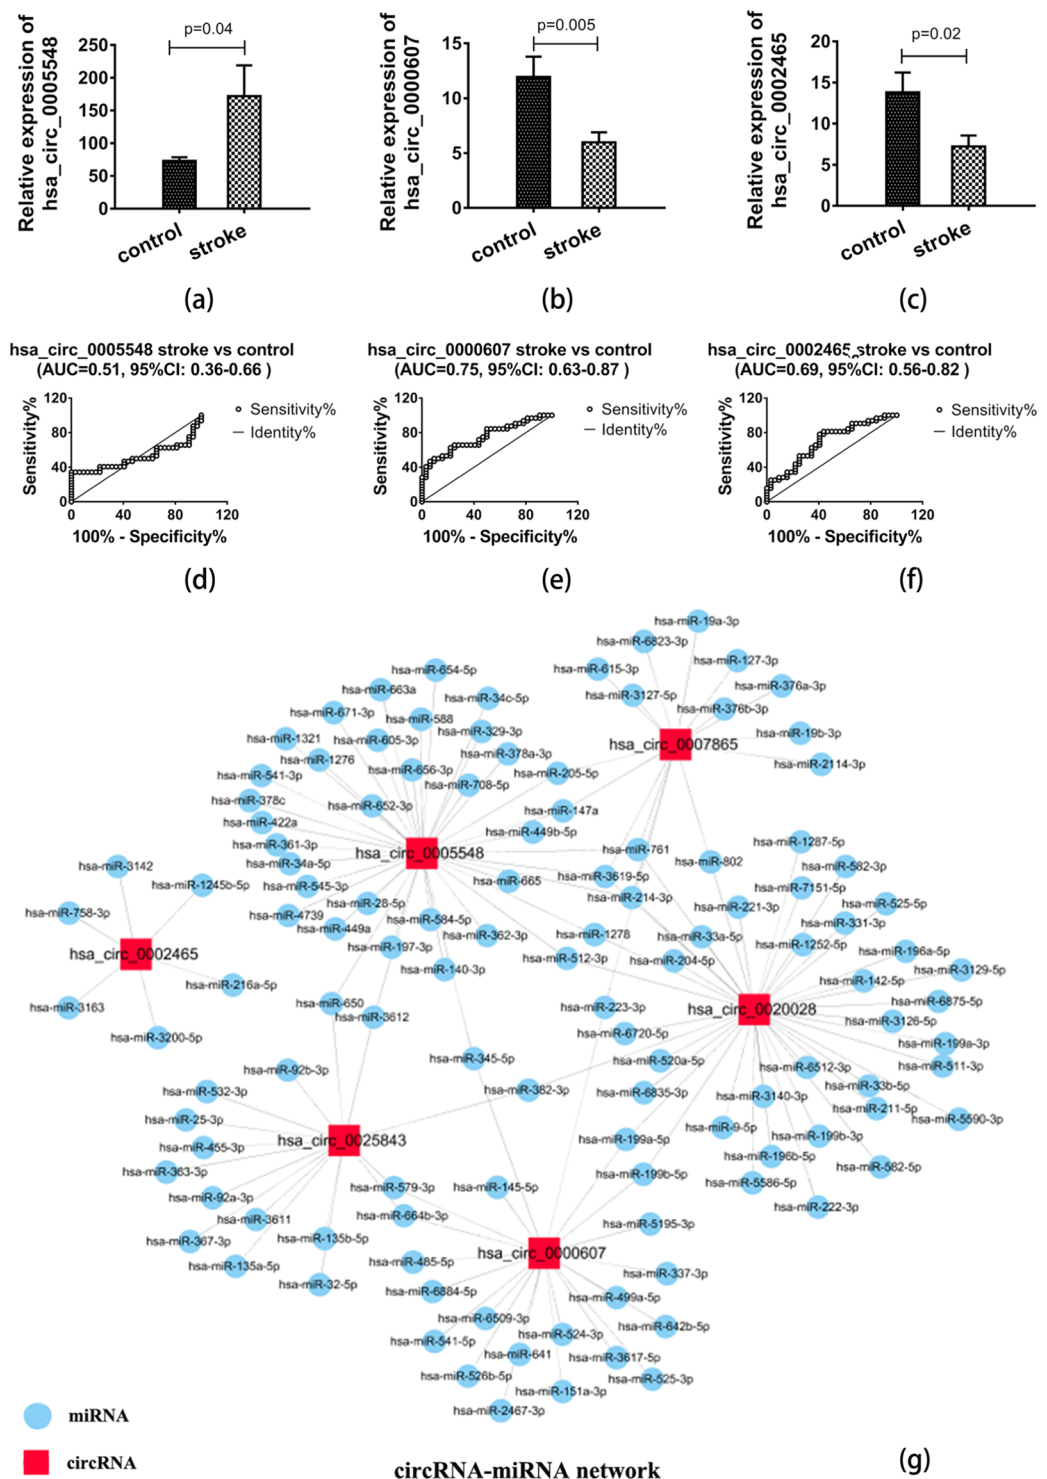 Relative expression of
hsa_circ_0005548
250
200
150
100
50
0
p=0.04
control
stroke
(a)
Relative expression of
hsa_circ_0000607
15
10
5
0
p=0.005
control
stroke
(b)
Relative expression of
hsa_circ_0002465
20
15
10
5
0
p=0.02
control
stroke
(c)
hsa_circ_0005548 stroke vs control
(AUC=0.51, 95%CI: 0.36-0.66 )
Sensitivity%
120
80
40
0
0 40 80 120
100% - Specificity%
Sensitivity%
Identity%
(d)
hsa_circ_0000607 stroke vs control
(AUC=0.75, 95%CI: 0.63-0.87 )
Sensitivity%
120
80
40
0
0 40 80 120
100% - Specificity%
Sensitivity%
Identity%
(e)
hsa_circ_0002465 stroke vs control
(AUC=0.69, 95%CI: 0.56-0.82 )
Sensitivity%
120
80
40
0
0 40 80 120
100% - Specificity%
Sensitivity%
Identity%
(f)
hsa-miR-19a-3p
hsa-miR-6823-3p
hsa-miR-127-3p
hsa-miR-615-3p
hsa-miR-376a-3p
hsa-miR-3127-5p
hsa-miR-376b-3p
hsa-miR-19b-3p
hsa_circ_0007865
hsa-miR-2114-3p
hsa-miR-654-5p
hsa-miR-663a
hsa-miR-34c-5p
hsa-miR-671-3p
hsa-miR-588
hsa-miR-329-3p
hsa-miR-1321
hsa-miR-605-3p
hsa-miR-378a-3p
hsa-miR-1276
hsa-miR-656-3p
hsa-miR-205-5p
hsa-miR-541-3p
hsa-miR-708-5p
hsa-miR-378c
hsa-miR-652-3p
hsa-miR-147a
hsa-miR-422a
hsa-miR-449b-5p
hsa-miR-361-3p
hsa_circ_0005548
hsa-miR-761
hsa-miR-34a-5p
hsa-miR-802
hsa-miR-1287-5p
hsa-miR-545-3p
hsa-miR-665
hsa-miR-3619-5p
hsa-miR-582-3p
hsa-miR-28-5p
hsa-miR-214-3p
hsa-miR-7151-5p
hsa-miR-4739
hsa-miR-584-5p
hsa-miR-221-3p
hsa-miR-525-5p
hsa-miR-449a
hsa-miR-362-3p
hsa-miR-1278
hsa-miR-33a-5p
hsa-miR-331-3p
hsa-miR-197-3p
hsa-miR-512-3p
hsa-miR-204-5p
hsa-miR-1252-5p
hsa-miR-196a-5p
hsa-miR-140-3p
hsa-miR-142-5p
hsa-miR-3129-5p
hsa-miR-3142
hsa-miR-1245b-5p
hsa-miR-758-3p
hsa_circ_0002465
hsa-miR-216a-5p
hsa-miR-3163
hsa-miR-3200-5p
hsa-miR-650
hsa-miR-3612
hsa-miR-223-3p
hsa_circ_0020028
hsa-miR-6875-5p
hsa-miR-3126-5p
hsa-miR-6720-5p
hsa-miR-199a-3p
hsa-miR-345-5p
hsa-miR-520a-5p
hsa-miR-6512-3p
hsa-miR-511-3p
hsa-miR-92b-3p
hsa-miR-382-3p
hsa-miR-6835-3p
hsa-miR-33b-5p
hsa-miR-532-3p
hsa-miR-3140-3p
hsa-miR-211-5p
hsa-miR-25-3p
hsa-miR-9-5p
hsa-miR-5590-3p
hsa_circ_0025843
hsa-miR-199a-5p
hsa-miR-199b-3p
hsa-miR-455-3p
hsa-miR-196b-5p
hsa-miR-363-3p
hsa-miR-199b-5p
hsa-miR-582-5p
hsa-miR-579-3p
hsa-miR-145-5p
hsa-miR-5586-5p
hsa-miR-92a-3p
hsa-miR-222-3p
hsa-miR-3611
hsa-miR-664b-3p
hsa-miR-5195-3p
hsa-miR-367-3p
hsa-miR-135b-5p
hsa_circ_0000607
hsa-miR-135a-5p
hsa-miR-485-5p
hsa-miR-337-3p
hsa-miR-32-5p
hsa-miR-6884-5p
hsa-miR-499a-5p
hsa-miR-6509-3p
hsa-miR-642b-5p
hsa-miR-541-5p
hsa-miR-524-3p
hsa-miR-641
hsa-miR-3617-5p
hsa-miR-526b-5p
hsa-miR-525-3p
hsa-miR-151a-3p
hsa-miR-2467-3p
miRNA
circRNA
circRNA-miRNA network
(g)